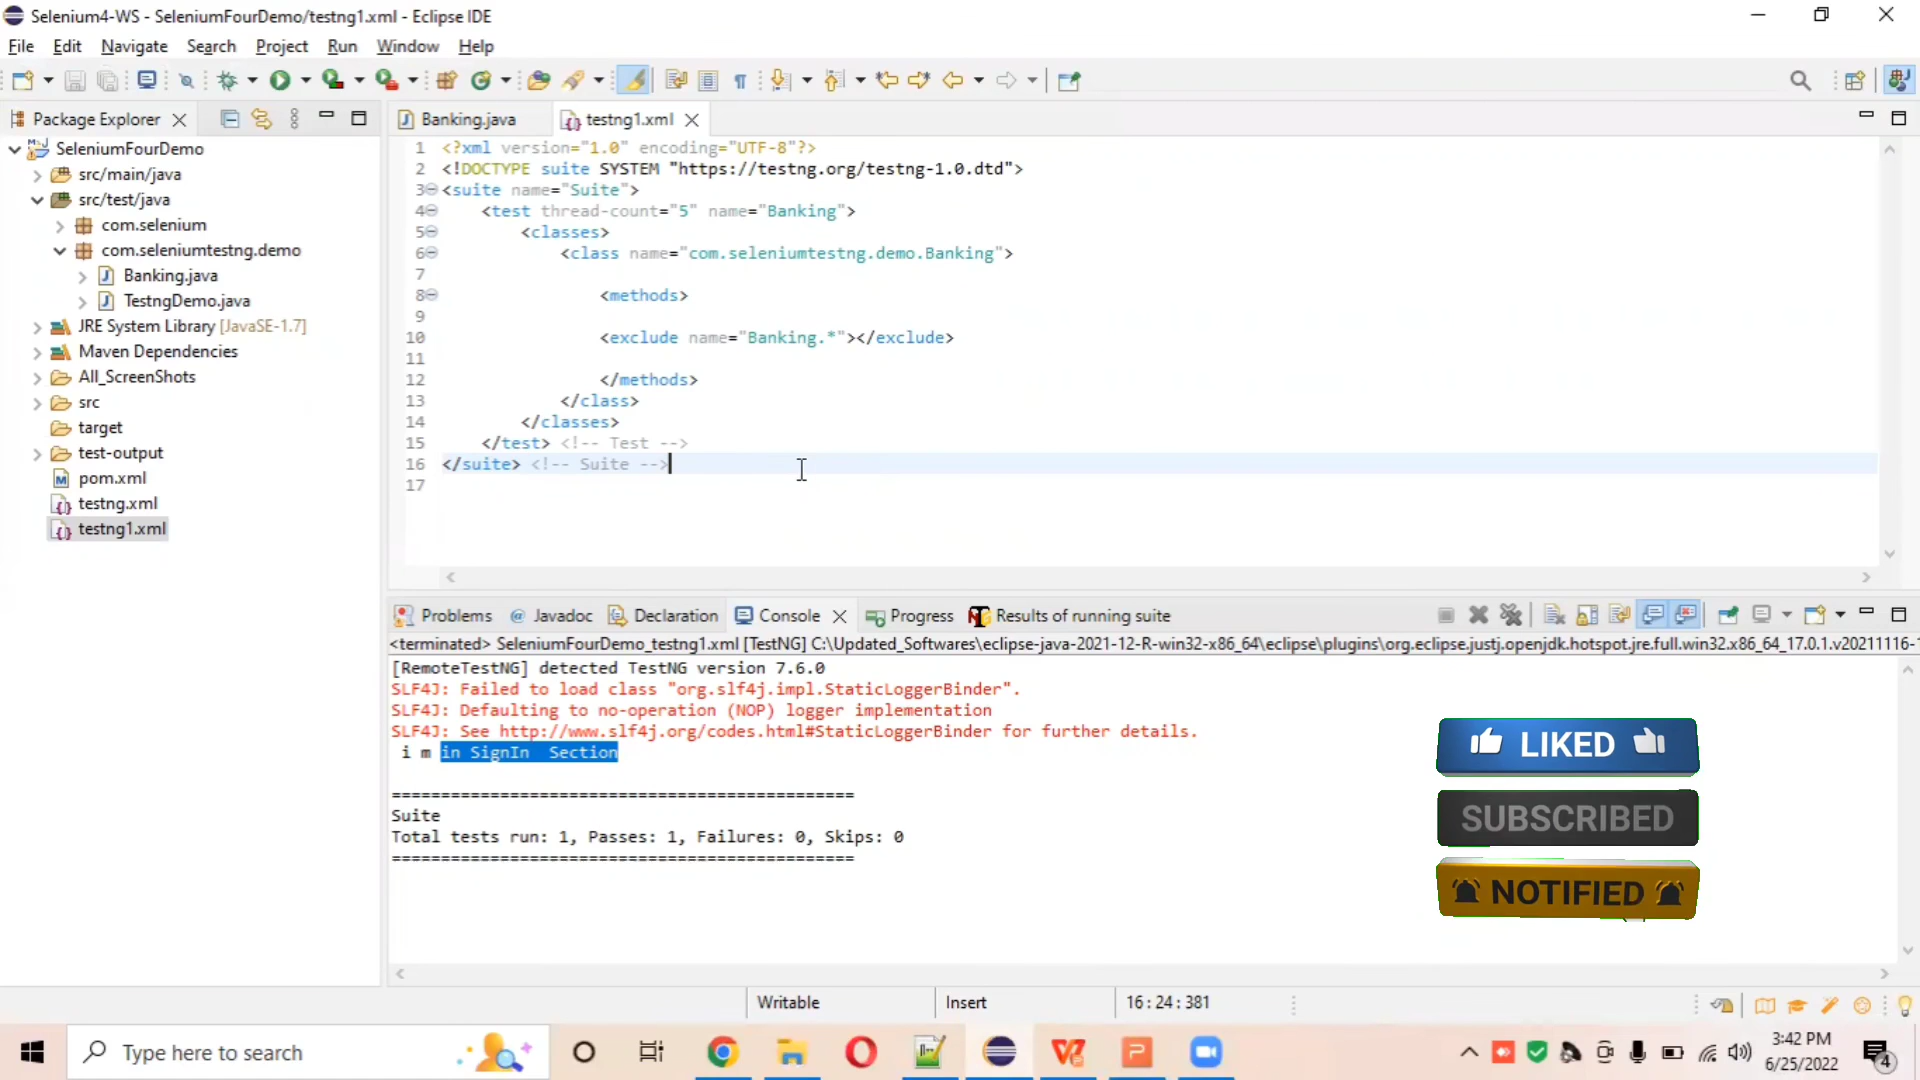 Selenium4-WS - SeleniumFourDemo/testng1.xml - Eclipse IDE
File Edit Navigate Search Project Run Window Help
Package Explorer
Banking.java
testng1.xml
SeleniumFourDemo
src/main/java
src/test/java
com.selenium
com.seleniumtestng.demo
Banking.java
TestngDemo.java
JRE System Library [JavaSE-1.7]
Maven Dependencies
All_ScreenShots
src
target
test-output
pom.xml
testng.xml
testng1.xml
1 <?xml version="1.0" encoding="UTF-8"?>
2 <!DOCTYPE suite SYSTEM "https://testng.org/testng-1.0.dtd">
3 <suite name="Suite">
4 <test thread-count="5" name="Banking">
5 <classes>
6 <class name="com.seleniumtestng.demo.Banking">
7
8 <methods>
9
10 <exclude name="Banking.*"></exclude>
11
12 </methods>
13 </class>
14 </classes>
15 </test> <!-- Test -->
16 </suite> <!-- Suite -->
17
Problems @ Javadoc Declaration Console Progress Results of running suite
<terminated> SeleniumFourDemo_testng1.xml [TestNG] C:\Updated_Softwares\eclipse-java-2021-12-R-win32-x86_64\eclipse\plugins\org.eclipse.justj.openjdk.hotspot.jre.full.win32.x86_64_17.0.1.v20211116-1
[RemoteTestNG] detected TestNG version 7.6.0
SLF4J: Failed to load class "org.slf4j.impl.StaticLoggerBinder".
SLF4J: Defaulting to no-operation (NOP) logger implementation
SLF4J: See http://www.slf4j.org/codes.html#StaticLoggerBinder for further details.
i m in SignIn  Section
===============================================
Suite
Total tests run: 1, Passes: 1, Failures: 0, Skips: 0
===============================================
LIKED
SUBSCRIBED
NOTIFIED
Writable
Insert
16 : 24 : 381
Type here to search
3:42 PM
6/25/2022
4